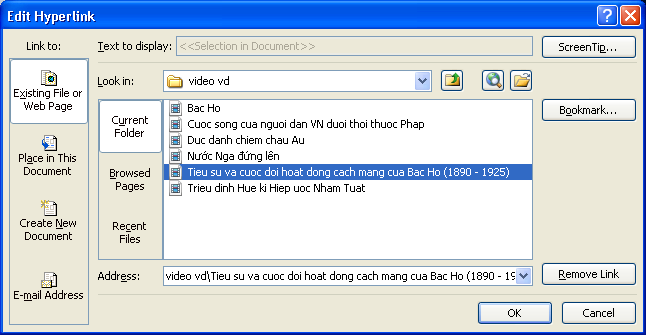 Edit Hyperlink
Link to:
Text to display: <<Selection in Document>>
ScreenTip...
Existing File or
Web Page
Place in This
Document
Create New
Document
E-mail Address
Look in:
video vd
Current
Folder
Browsed
Pages
Recent
Files
Bac Ho
Cuoc song cua nguoi dan VN duoi thoi thuoc Phap
Duc danh chiem chau Au
Nước Nga đứng lên
Tieu su va cuoc doi hoat dong cach mang cua Bac Ho (1890 - 1925)
Trieu dinh Hue ki Hiep uoc Nham Tuat
Bookmark...
Address:
video vd\Tieu su va cuoc doi hoat dong cach mang cua Bac Ho (1890 - 19
Remove Link
OK
Cancel